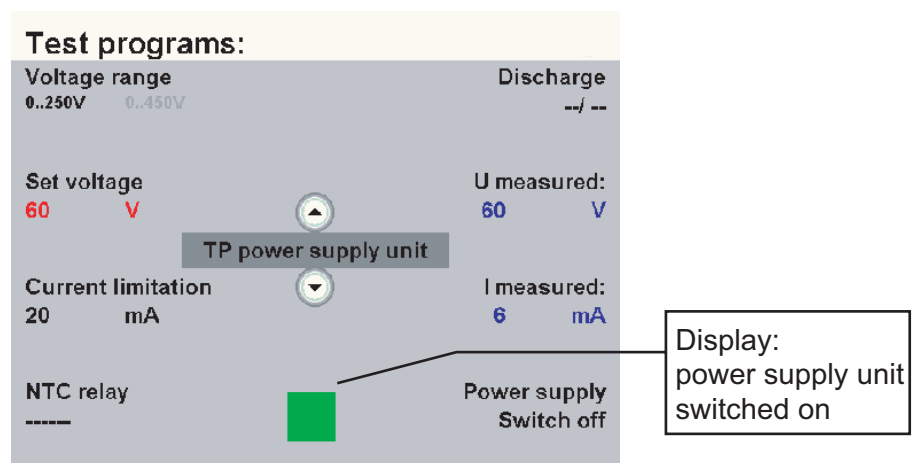 Test programs:
Voltage range
0..250V 0..450V
Discharge
--/ --
Set voltage
60 V
U measured:
60 V
TP power supply unit
Current limitation
20 mA
I measured:
6 mA
NTC relay
------
Power supply
Switch off
Display:
power supply unit
switched on